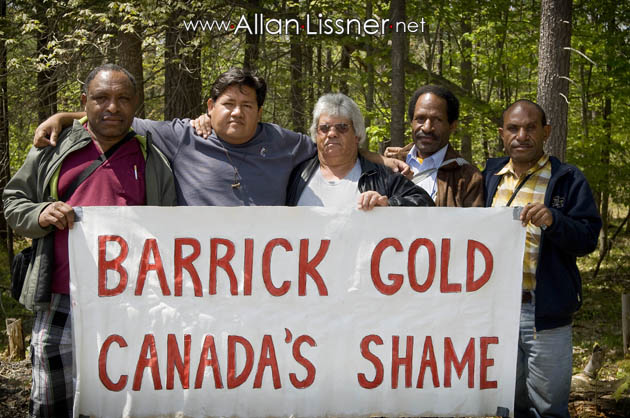 www.Allan Lissner.net
BARRICK GOLD
CANADA'S SHAME